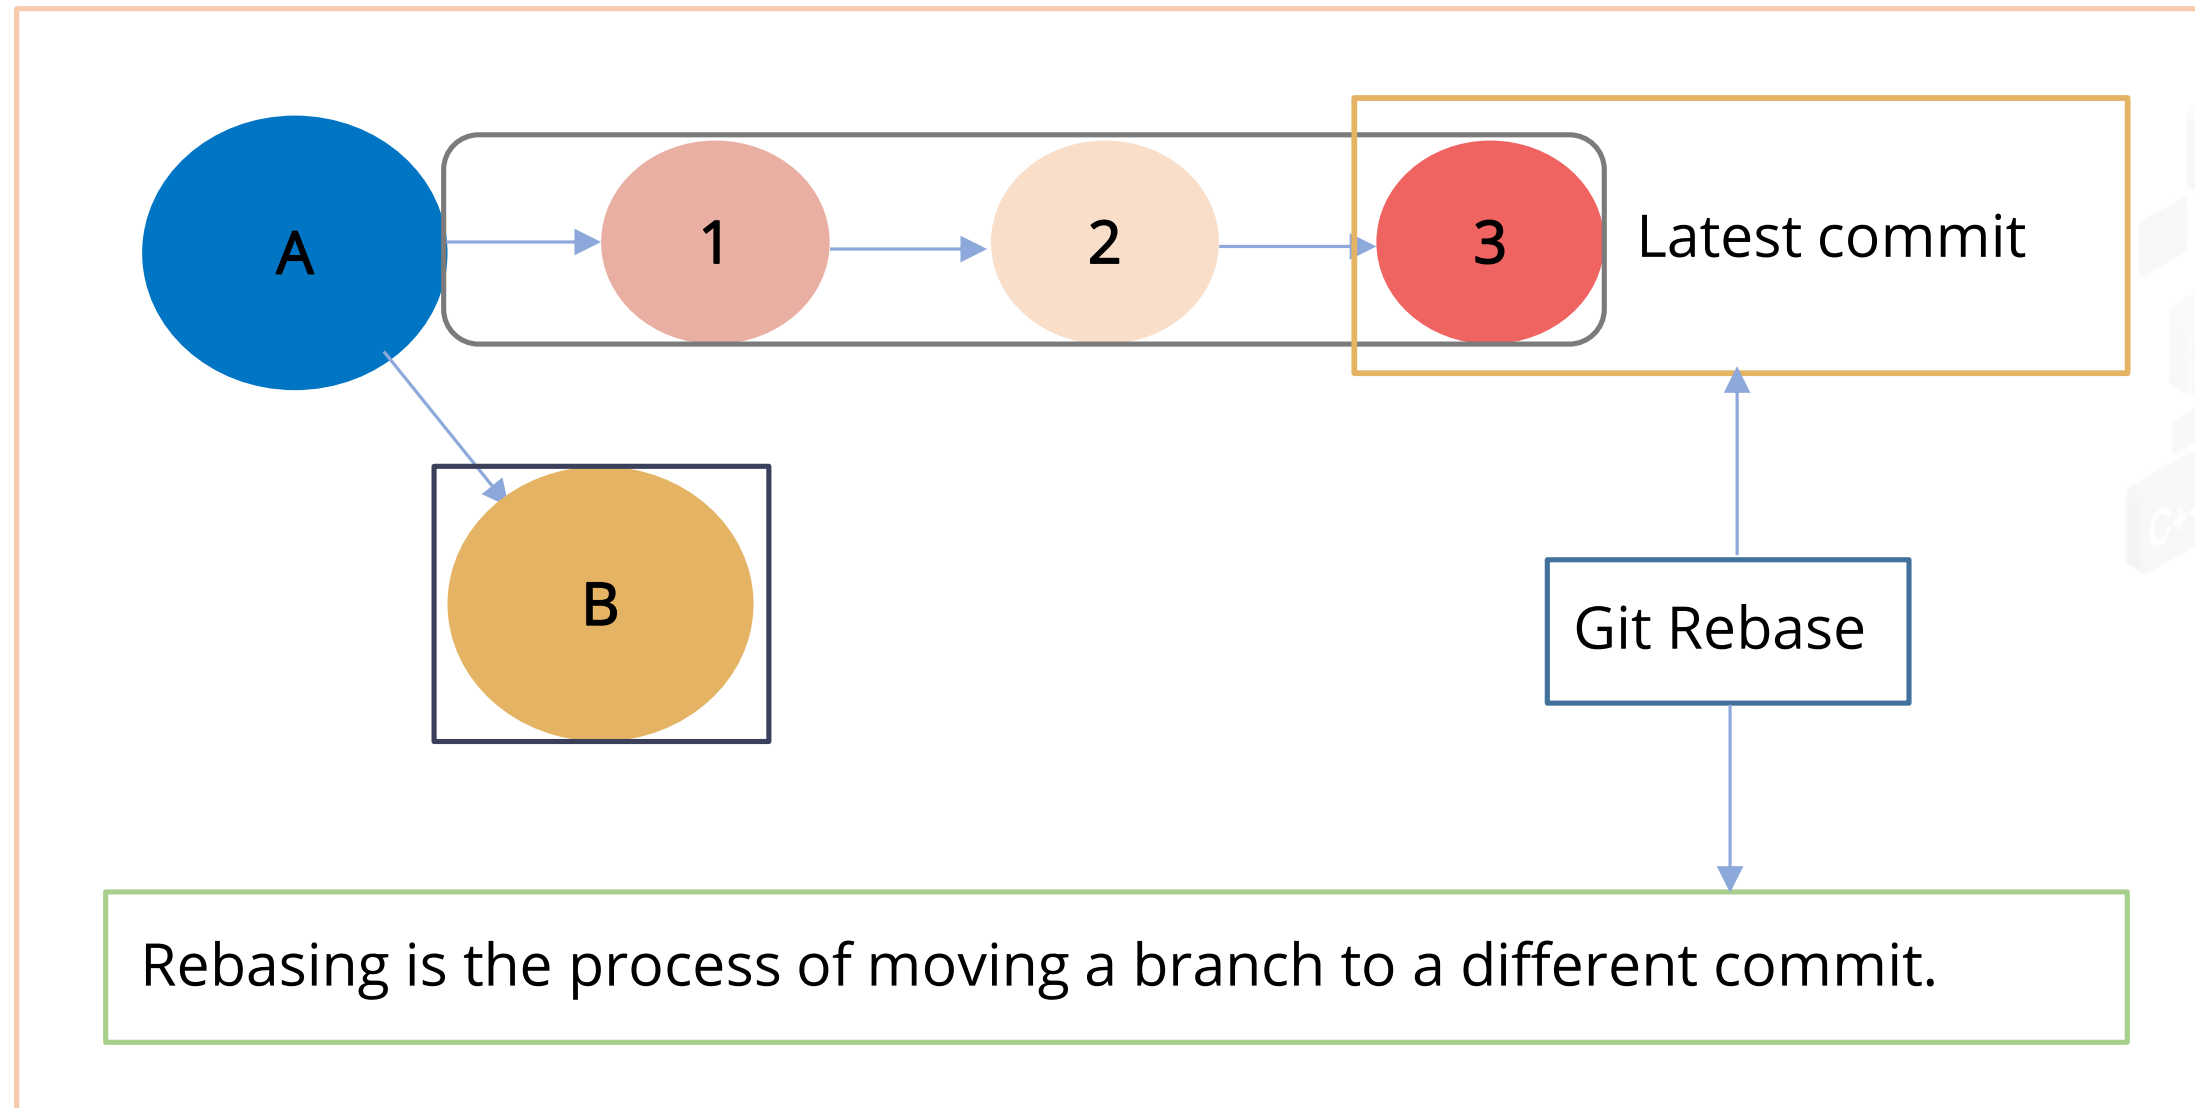 A
1
2
3
Latest commit
B
Git Rebase
Rebasing is the process of moving a branch to a different commit.